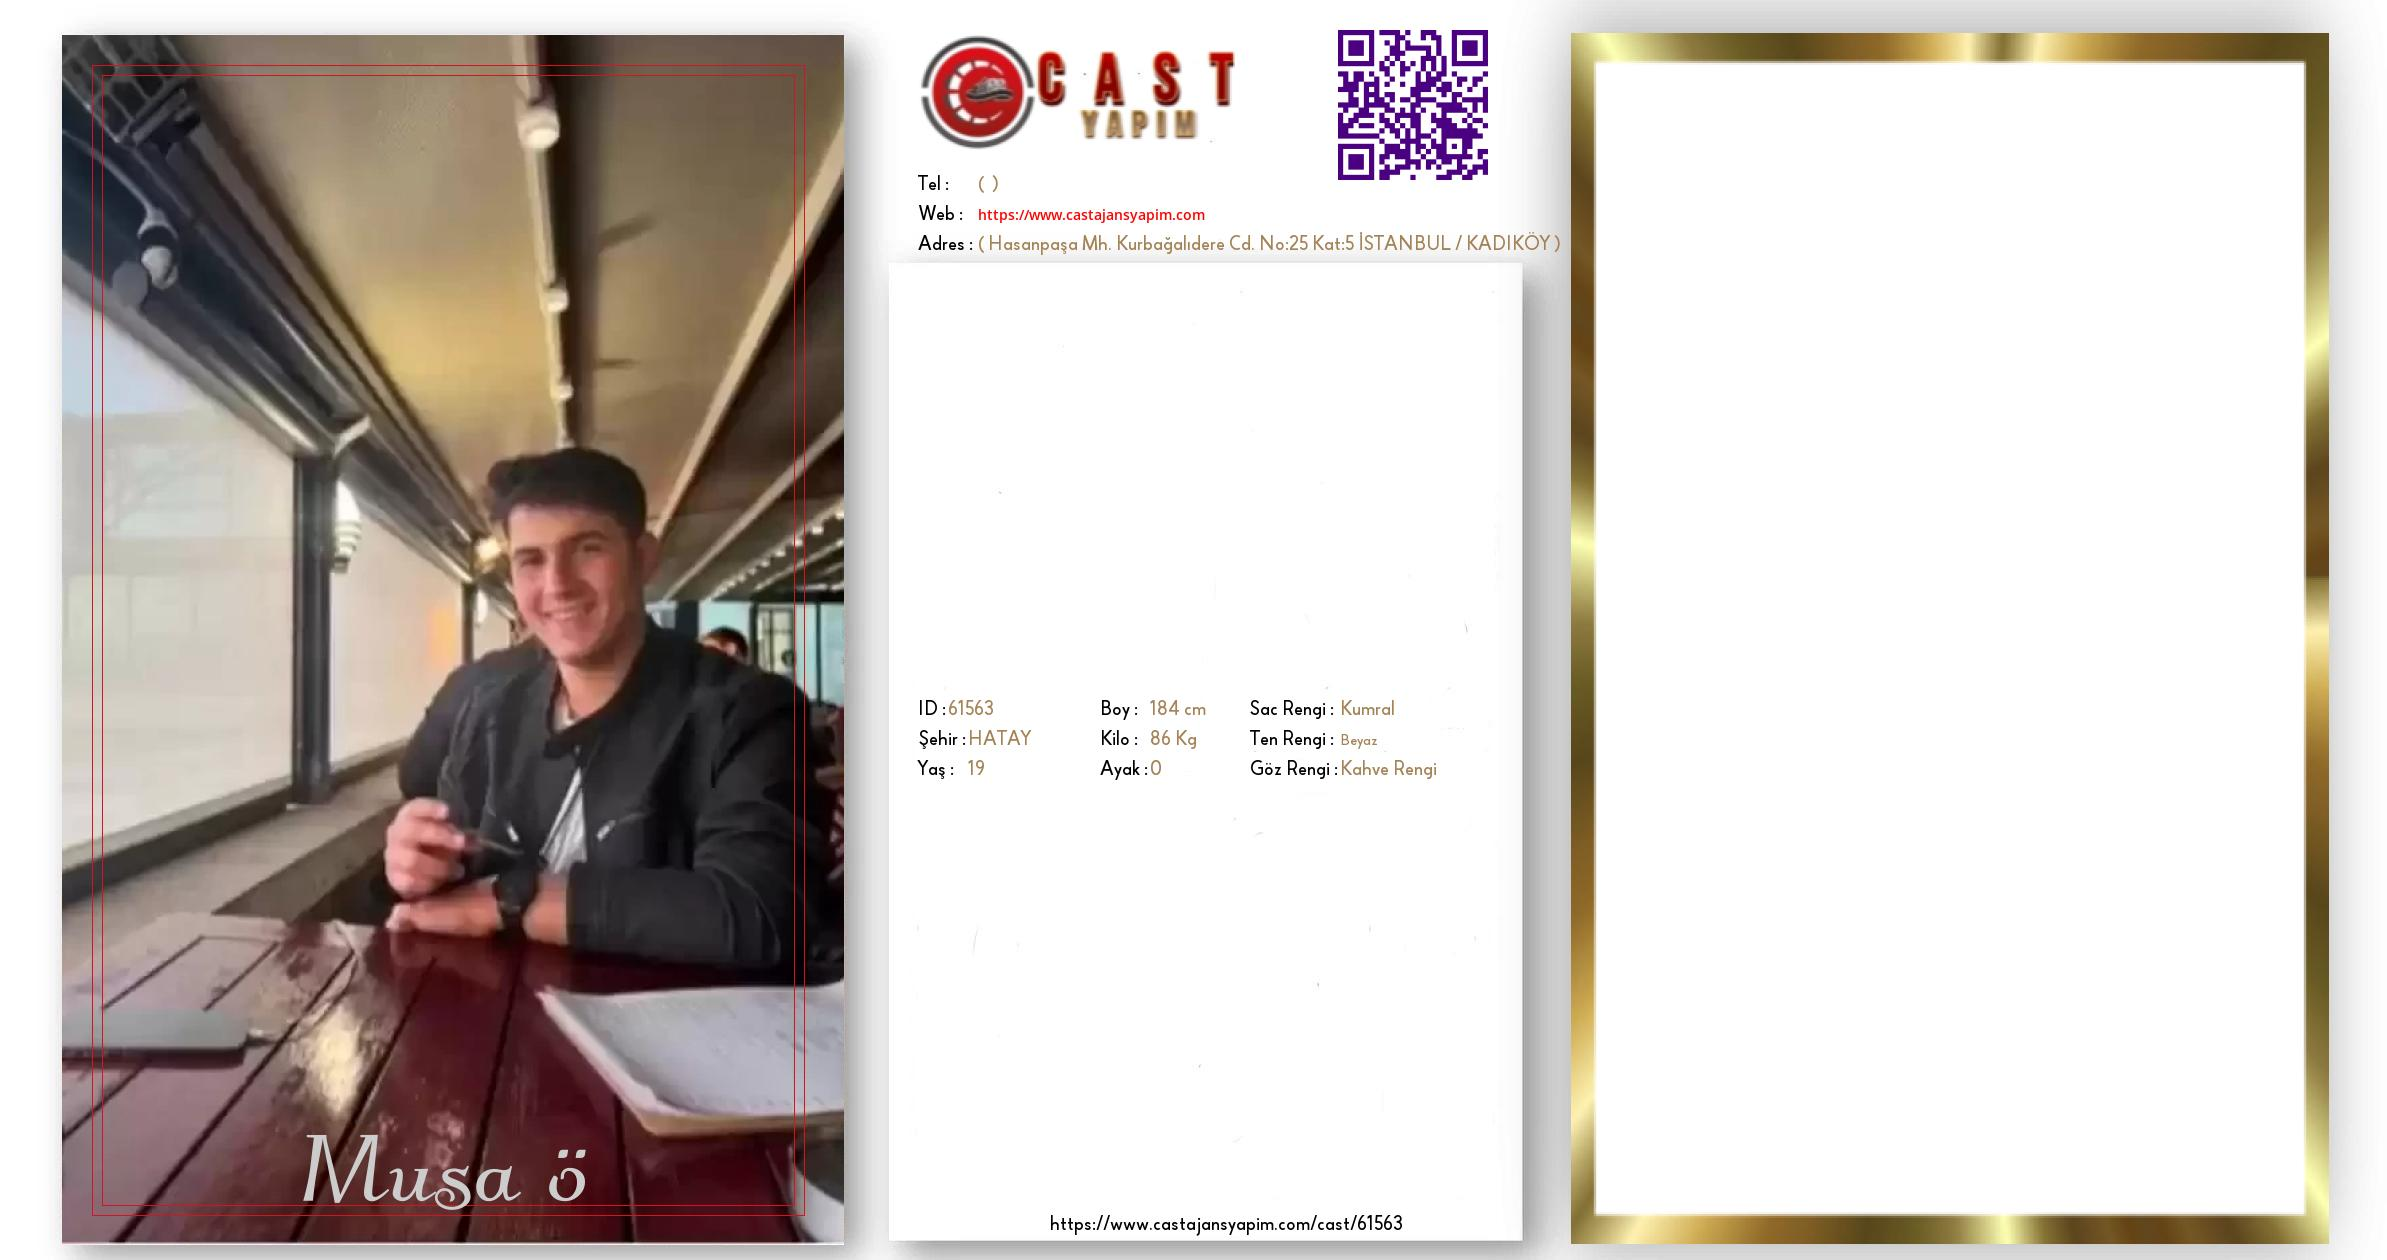 Musa ö
CAST
YAPIM
Tel : ( )
Web : https://www.castajansyapim.com
Adres : ( Hasanpaşa Mh. Kurbağalıdere Cd. No:25 Kat:5 İSTANBUL / KADIKÖY )
ID : 61563 Boy : 184 cm Sac Rengi : Kumral
Şehir : HATAY Kilo : 86 Kg Ten Rengi : Beyaz
Yaş : 19 Ayak : 0 Göz Rengi : Kahve Rengi
https://www.castajansyapim.com/cast/61563